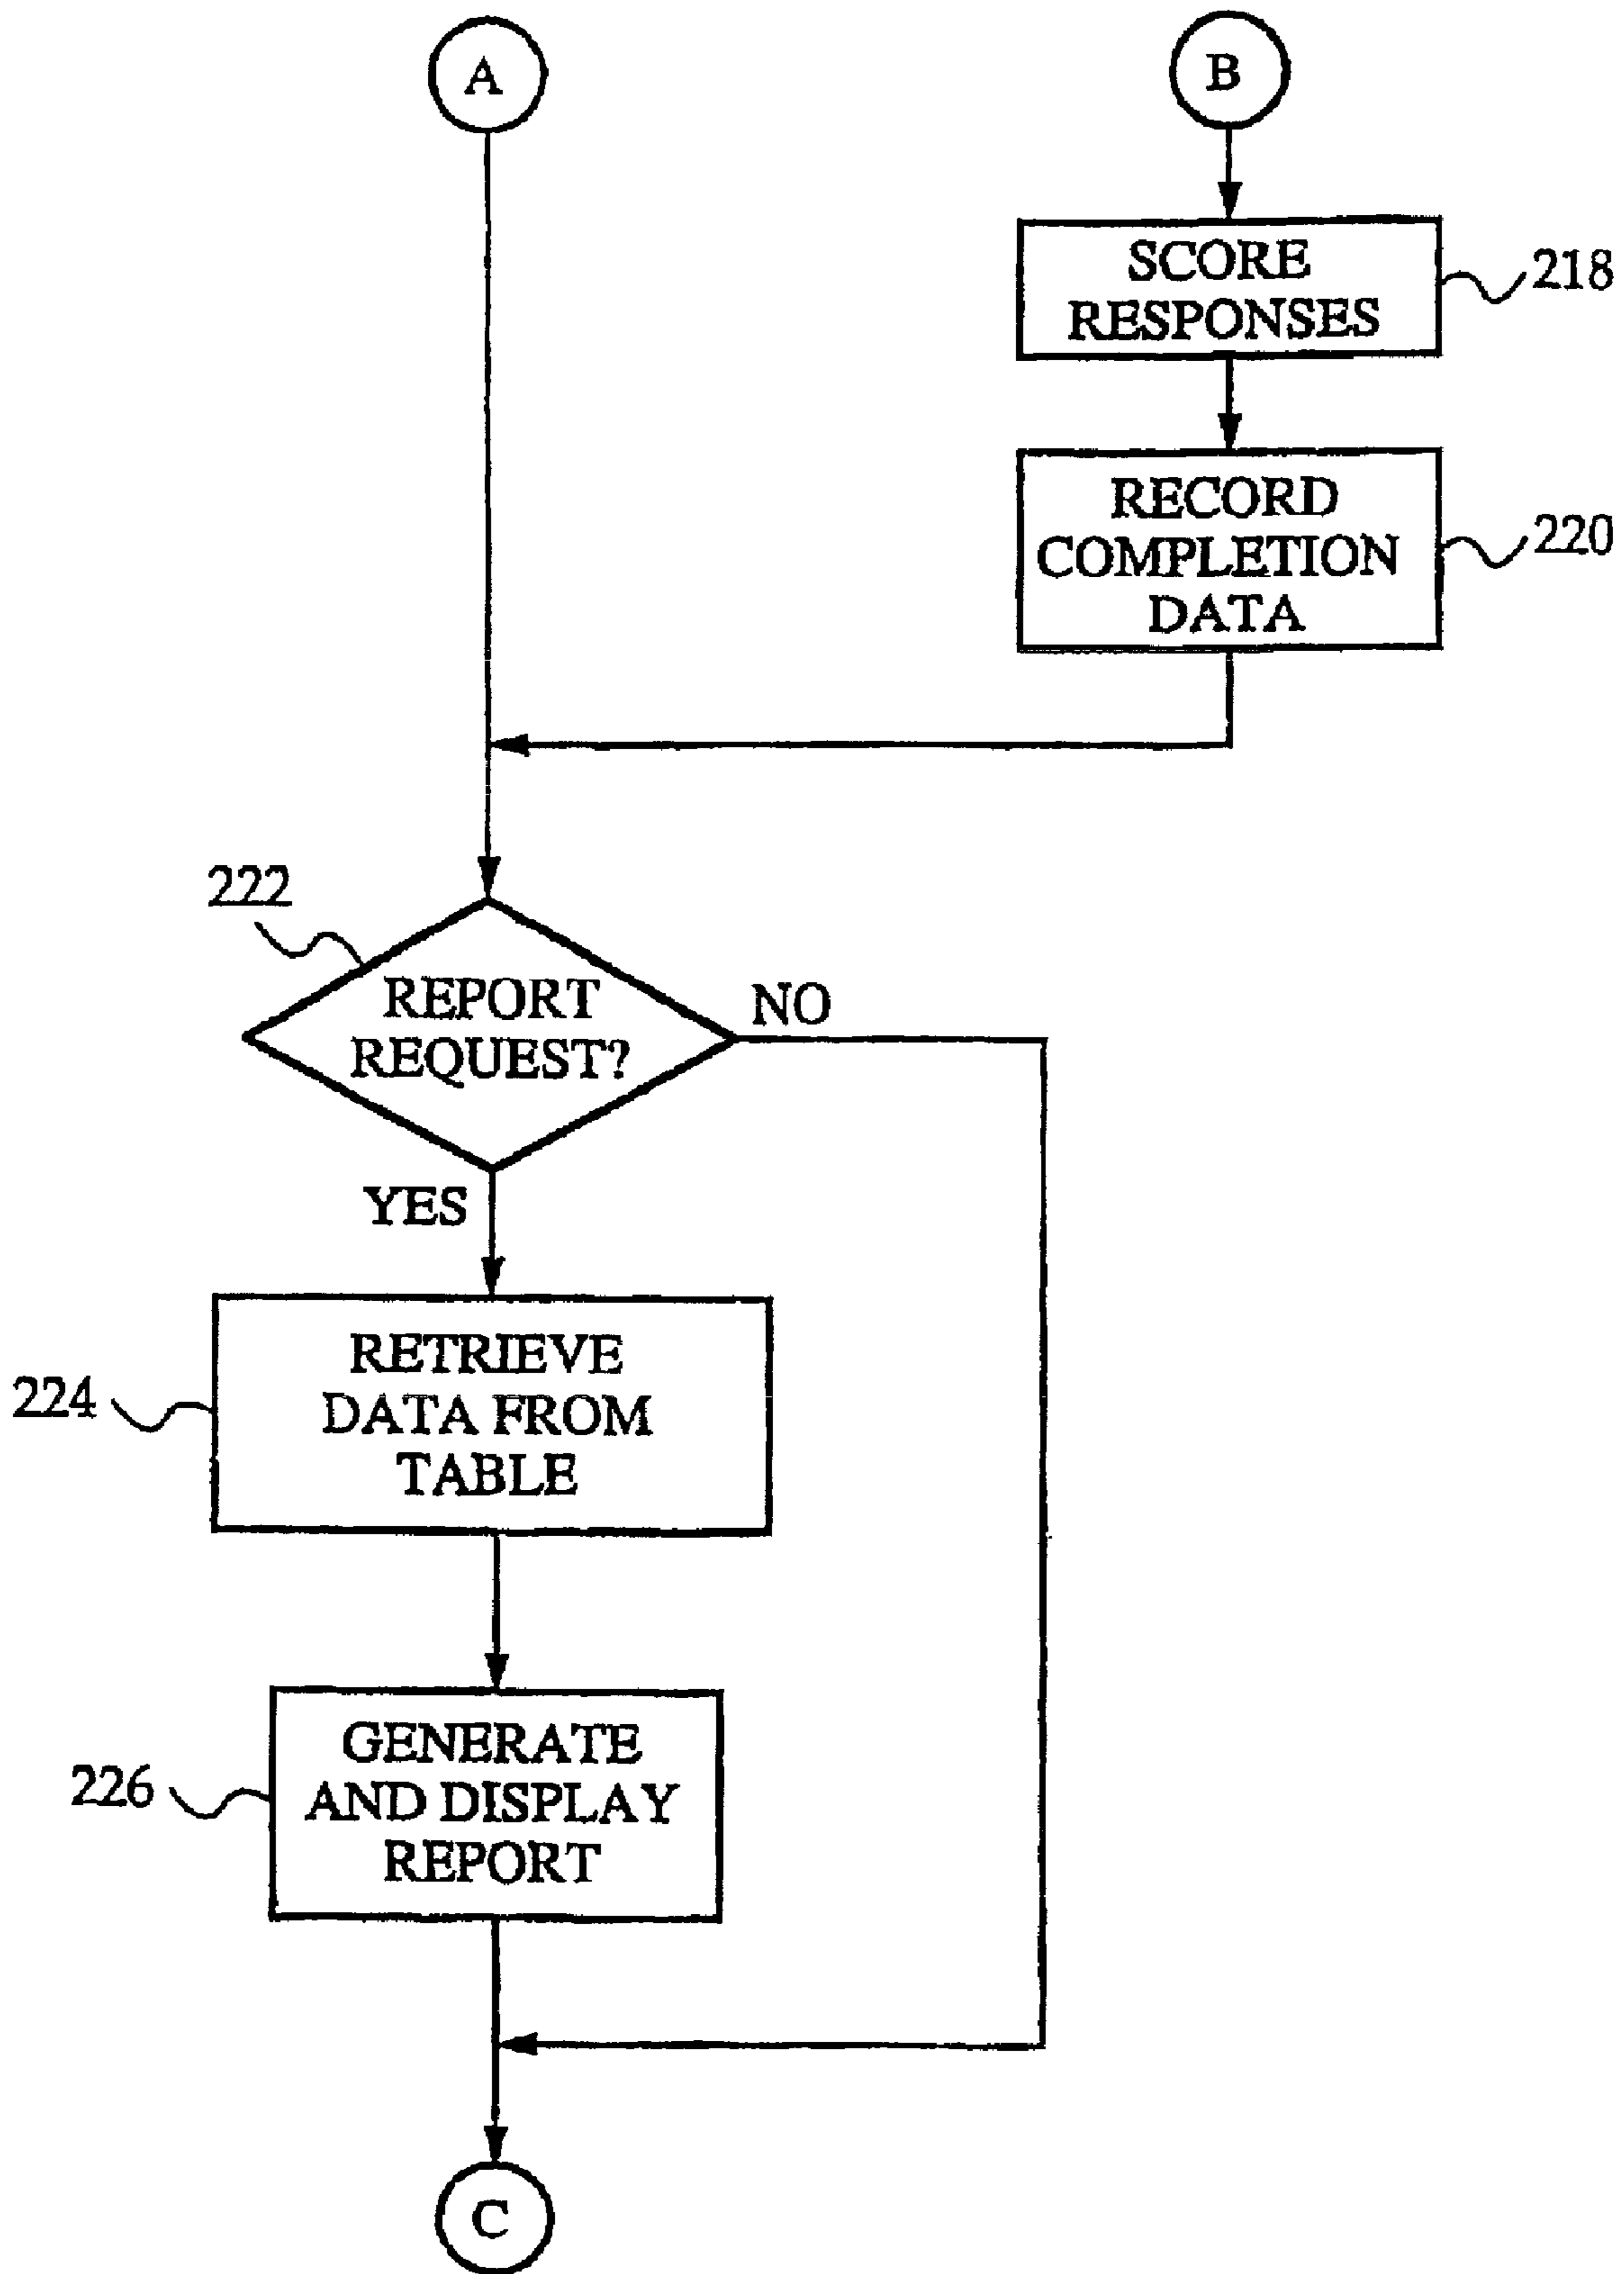 A
B
SCORE
RESPONSES
218
RECORD
COMPLETION
DATA
220
222
REPORT
REQUEST?
NO
YES
RETRIEVE
DATA FROM
TABLE
224
GENERATE
AND DISPLAY
REPORT
226
C